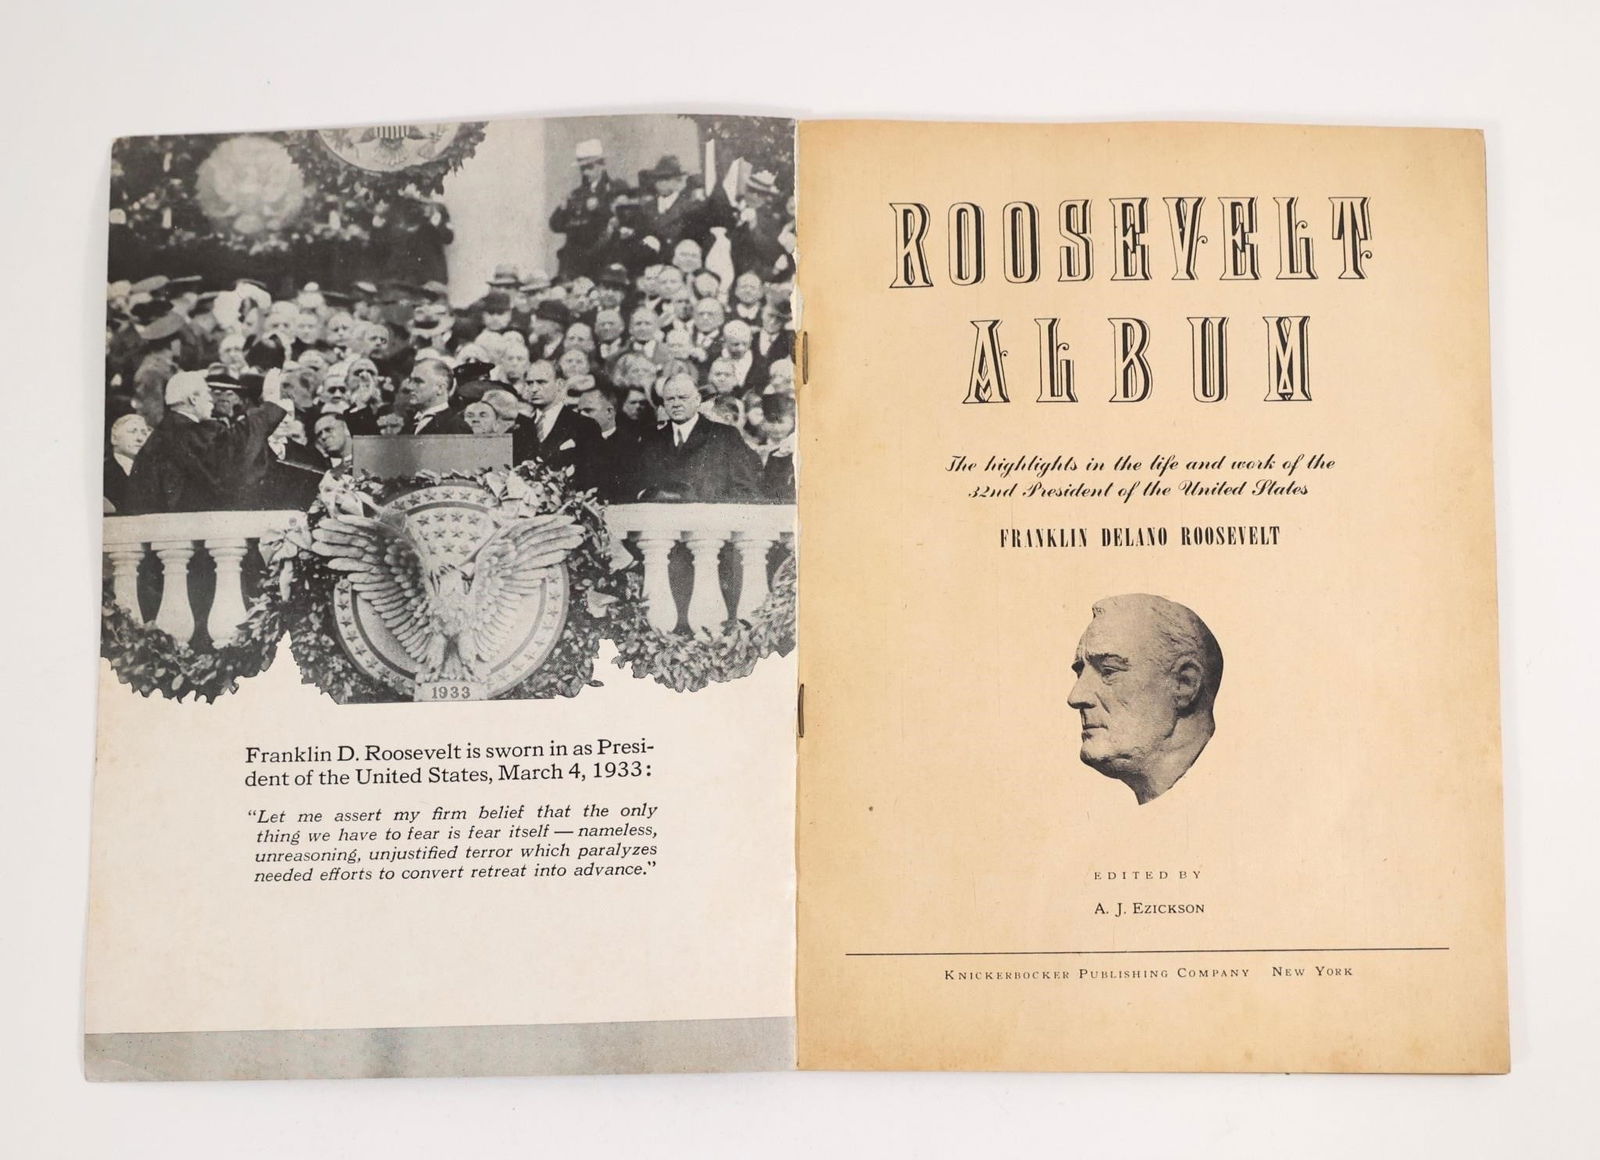 1933
Franklin D. Roosevelt is sworn in as Presi-
dent of the United States, March 4, 1933:
“Let me assert my firm belief that the only
thing we have to fear is fear itself — nameless,
unreasoning, unjustified terror which paralyzes
needed efforts to convert retreat into advance.”
ROOSEVELT
ALBUM
The highlights in the life and work of the
32nd President of the United States
FRANKLIN DELANO ROOSEVELT
EDITED BY
A. J. EZICKSON
KNICKERBOCKER PUBLISHING COMPANY NEW YORK